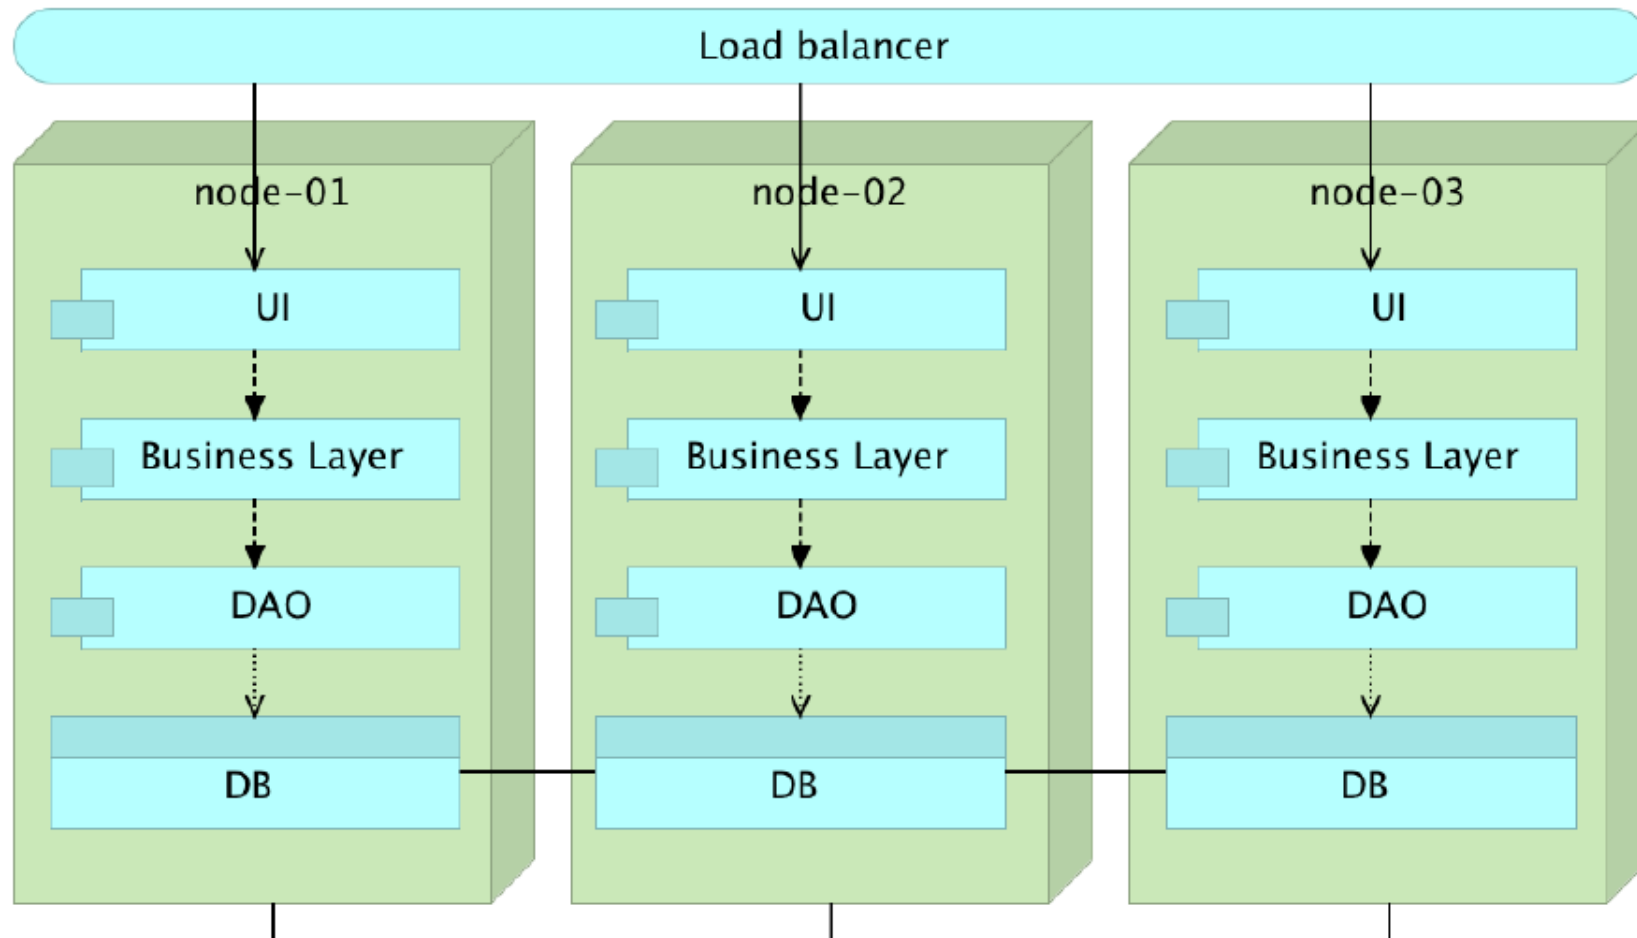 Load balancer
node-01
node-02
node-03
UI
UI
UI
Business Layer
Business Layer
Business Layer
DAO
DAO
DAO
DB
DB
DB